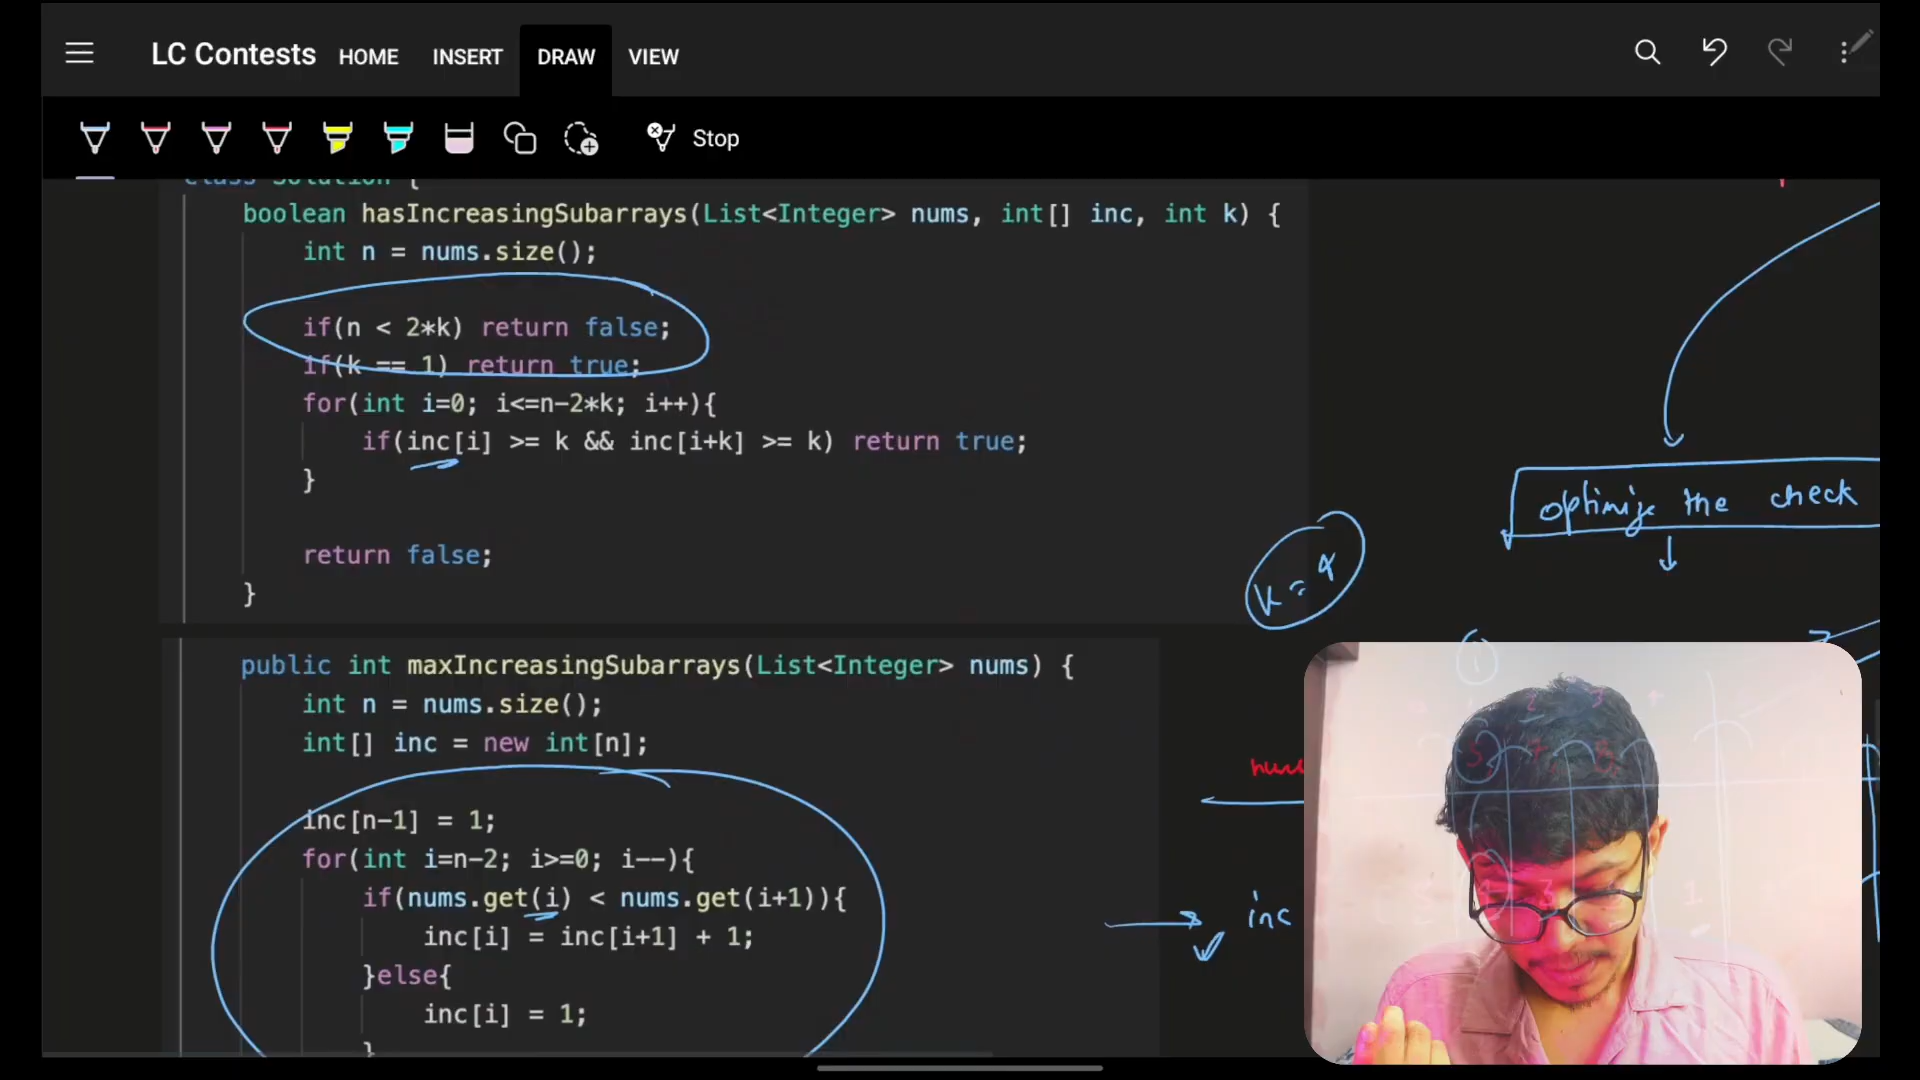 LC Contests HOME INSERT DRAW VIEW
Stop
class Solution {
boolean hasIncreasingSubarrays(List<Integer> nums, int[] inc, int k) {
int n = nums.size();
if(n < 2*k) return false;
if(k == 1) return true;
for(int i=0; i<=n-2*k; i++){
if(inc[i] >= k && inc[i+k] >= k) return true;
}
return false;
}
optimize the check
k = 4
public int maxIncreasingSubarrays(List<Integer> nums) {
int n = nums.size();
int[] inc = new int[n];
inc[n-1] = 1;
for(int i=n-2; i>=0; i--){
if(nums.get(i) < nums.get(i+1)){
inc[i] = inc[i+1] + 1;
}else{
inc[i] = 1;
}
inc